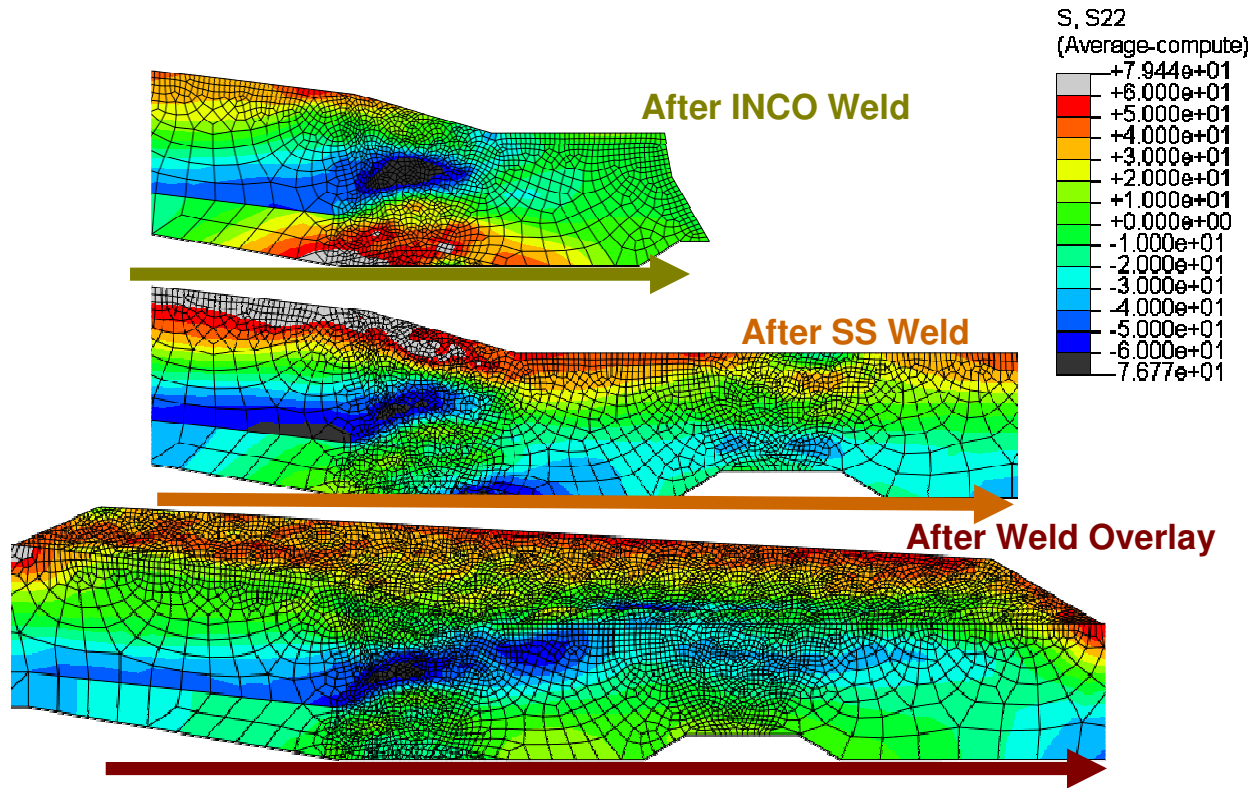 S, S22
(Average-compute)
+7.944e+01
+6.000e+01
+5.000e+01
+4.000e+01
+3.000e+01
+2.000e+01
+1.000e+01
+0.000e+00
-1.000e+01
-2.000e+01
-3.000e+01
-4.000e+01
-5.000e+01
-6.000e+01
-7.677e+01
After INCO Weld
After SS Weld
After Weld Overlay